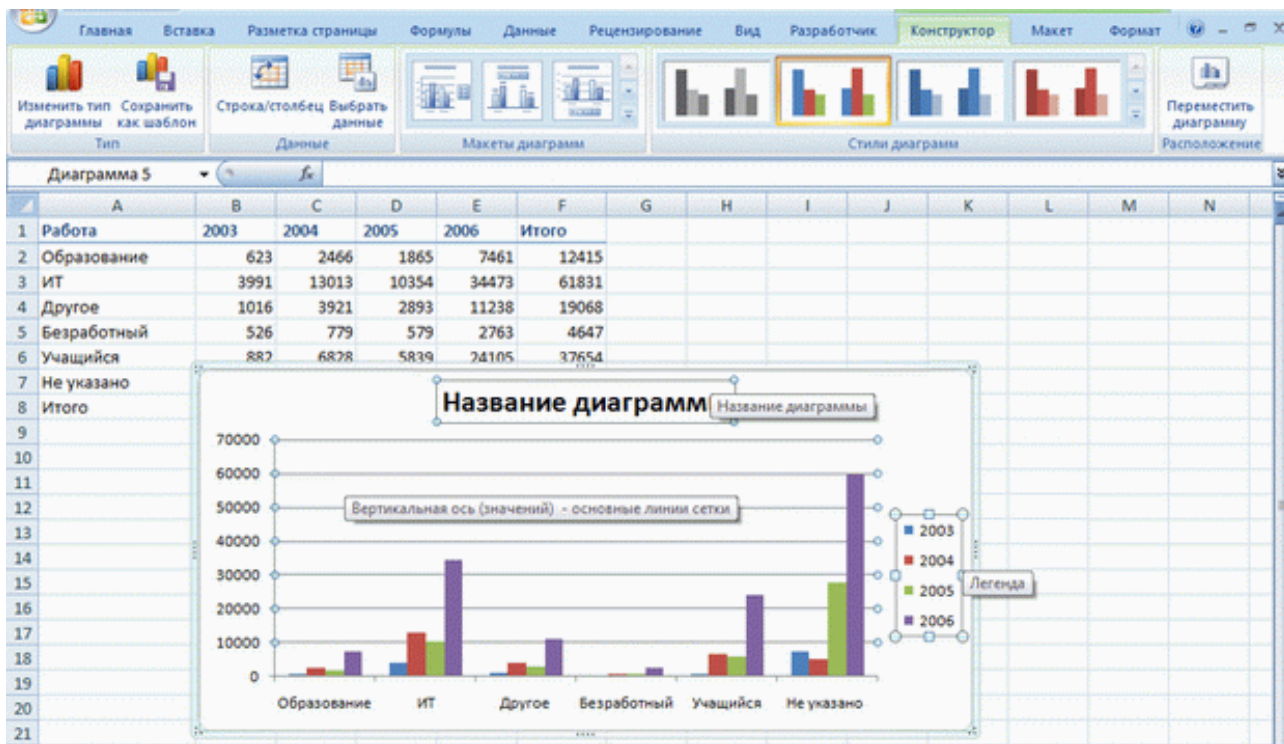 Главная Вставка Разметка страницы Формулы Данные Рецензирование Вид Разработчик Конструктор Макет Формат
Изменить тип диаграммы
Сохранить как шаблон
Строка/столбец
Выбрать данные
Переместить диаграмму
Тип Данные Макеты диаграмм Стили диаграмм Расположение
Диаграмма 5 fx
A B C D E F G H I J K L M N
1 Работа 2003 2004 2005 2006 Итого
2 Образование 623 2466 1865 7461 12415
3 ИТ 3991 13013 10354 34473 61831
4 Другое 1016 3921 2893 11238 19068
5 Безработный 526 779 579 2763 4647
6 Учащийся 882 6828 5839 24105 37654
7 Не указано
8 Итого
9
10
11
12
13
14
15
16
17
18
19
20
21
Название диаграмм
Название диаграммы
70000
60000
50000
40000
30000
20000
10000
0
Вертикальная ось (значений) - основные линии сетки
2003
2004
2005
2006
Легенда
Образование ИТ Другое Безработный Учащийся Не указано